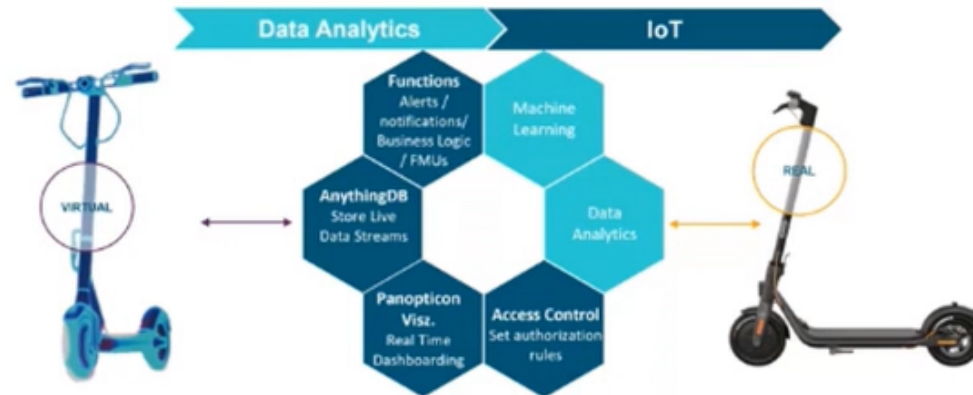 Data Analytics
IoT
Functions
Alerts /
notifications/
Business Logic
/ FMUs
Machine
Learning
VIRTUAL
AnythingDB
Store Live
Data Streams
Data
Analytics
REAL
Panopticon
Visz.
Real Time
Dashboarding
Access Control
Set authorization
rules